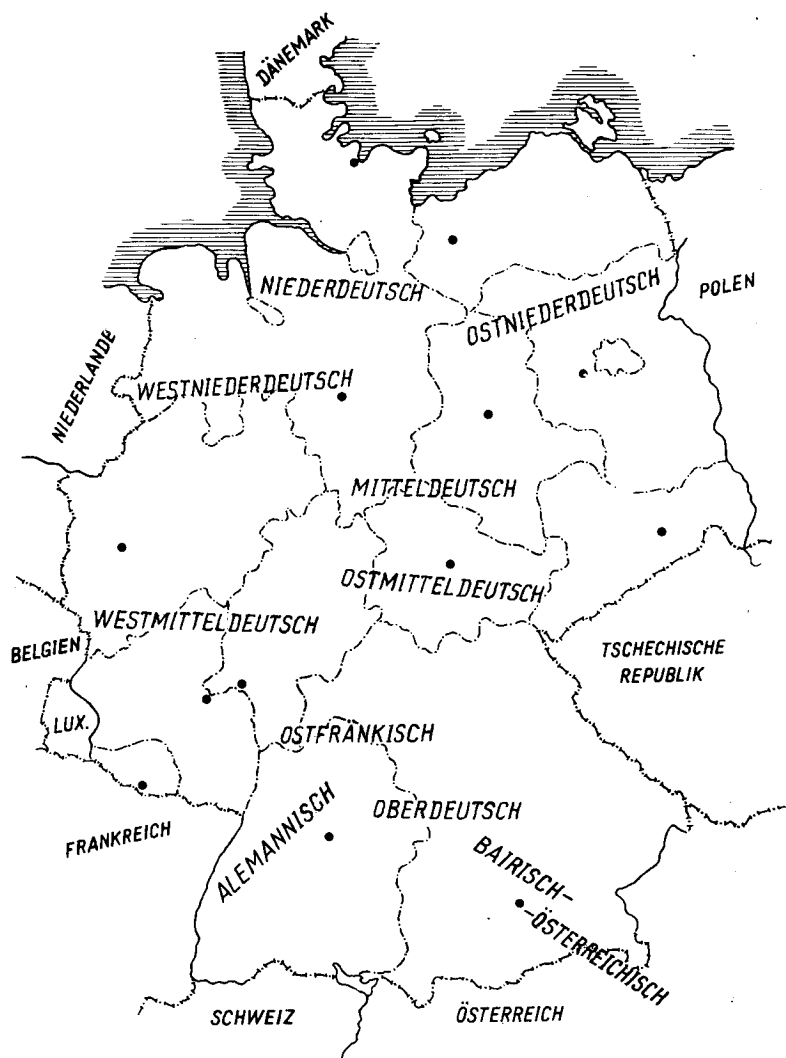 DÄNEMARK
NIEDERDEUTSCH
OSTNIEDERDEUTSCH
POLEN
NIEDERLANDE
WESTNIEDERDEUTSCH
MITTELDEUTSCH
OSTMITTELDEUTSCH
WESTMITTELDEUTSCH
BELGIEN
TSCHECHISCHE
REPUBLIK
LUX.
OSTFRÄNKISCH
ALEMANNISCH
OBERDEUTSCH
FRANKREICH
BAIRISCH-
-ÖSTERREICHISCH
SCHWEIZ
ÖSTERREICH